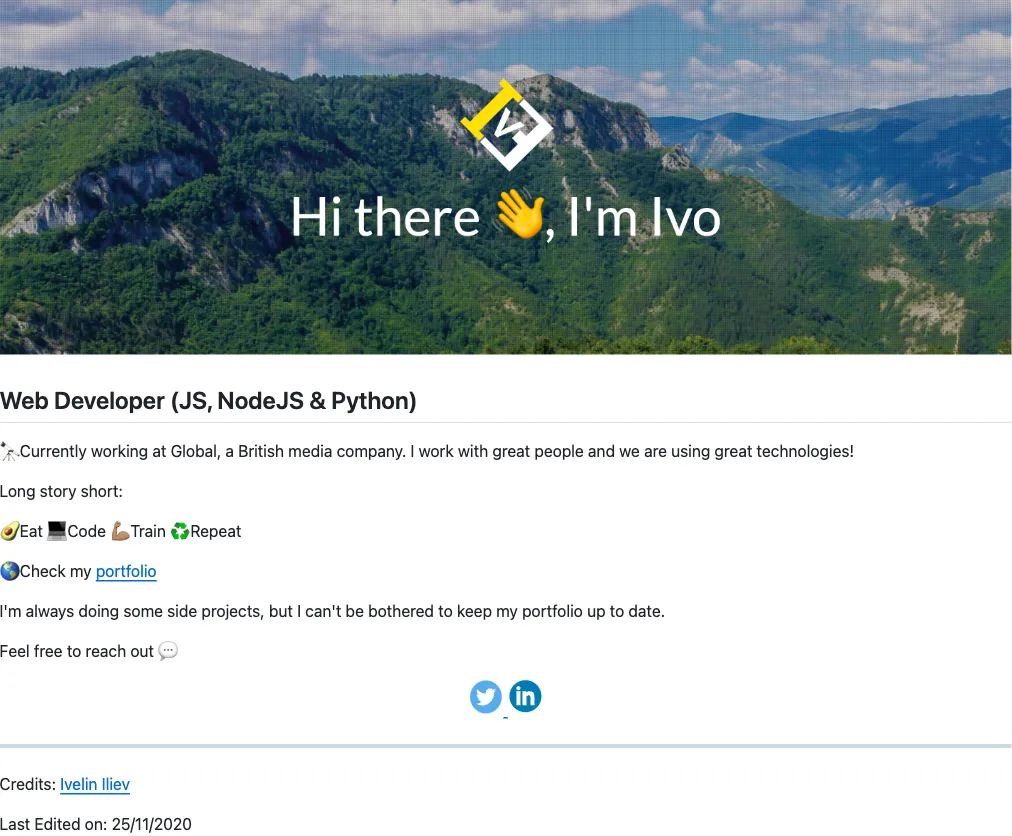 Hi there 👋, I'm Ivo
Web Developer (JS, NodeJS & Python)
🔭Currently working at Global, a British media company. I work with great people and we are using great technologies!
Long story short:
🥑Eat 💻Code 💪🏽Train ♻️Repeat
🌎Check my portfolio
I'm always doing some side projects, but I can't be bothered to keep my portfolio up to date.
Feel free to reach out 💬
in
Credits: Ivelin Iliev
Last Edited on: 25/11/2020